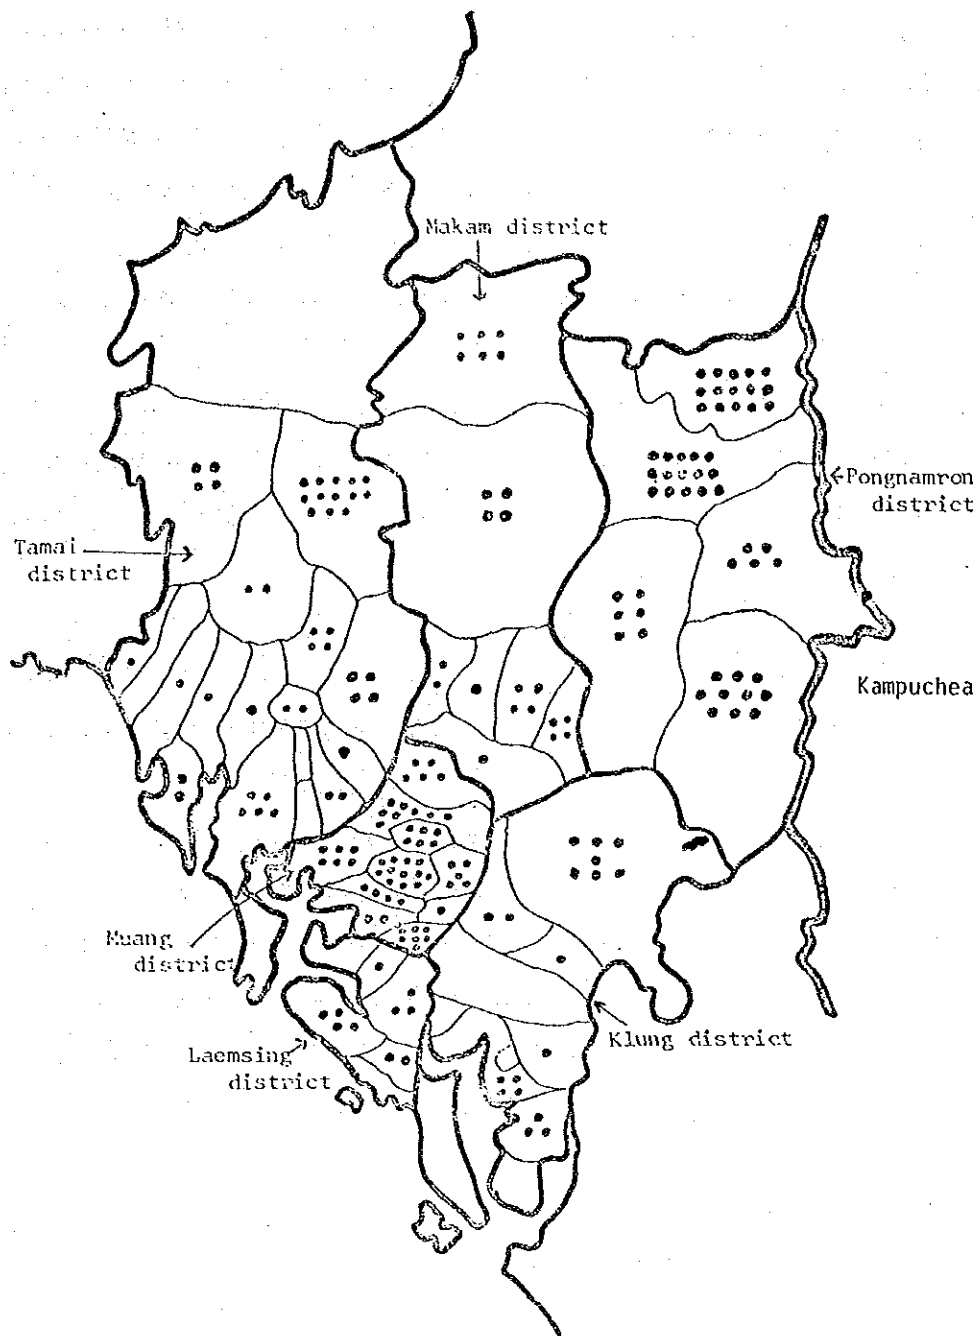 Makam district
Pongnamron
district
Tamai
district
Kampuchea
Muang
district
Klung district
Laemsing
district